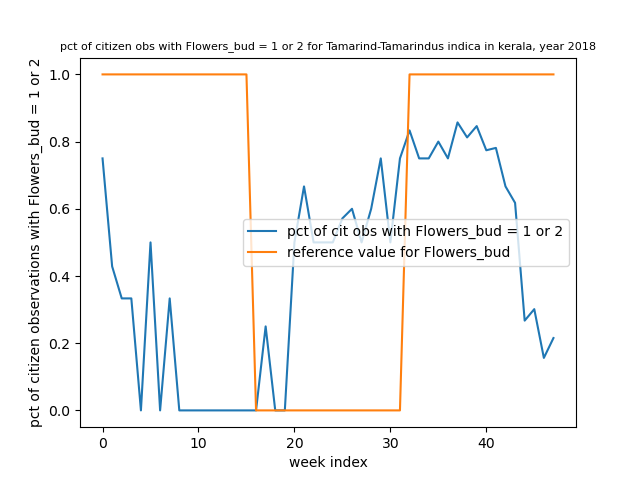 pct of citizen obs with Flowers_bud = 1 or 2 for Tamarind-Tamarindus indica in kerala, year 2018
pct of citizen observations with Flowers_bud = 1 or 2
1.0
0.8
0.6
0.4
0.2
0.0
pct of cit obs with Flowers_bud = 1 or 2
reference value for Flowers_bud
0
10
20
30
40
week index